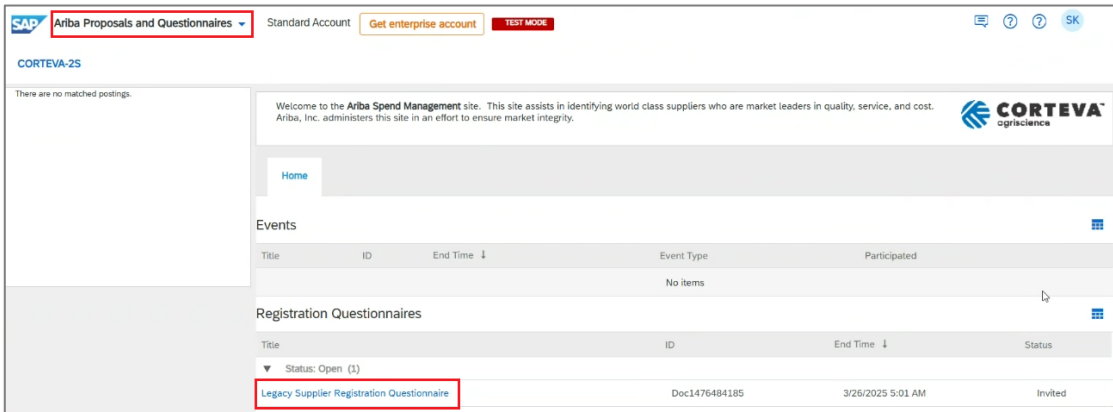 SAP Ariba Proposals and Questionnaires Standard Account Get enterprise account TEST MODE ? ? SK
CORTEVA-2S
There are no matched postings.
Welcome to the Ariba Spend Management site. This site assists in identifying world class suppliers who are market leaders in quality, service, and cost.
Ariba, Inc. administers this site in an effort to ensure market integrity.
CORTEVA™
agriscience
Home
Events
Title ID End Time ↓ Event Type Participated
No items
Registration Questionnaires
Title ID End Time ↓ Status
▼ Status: Open (1)
Legacy Supplier Registration Questionnaire Doc1476484185 3/26/2025 5:01 AM Invited